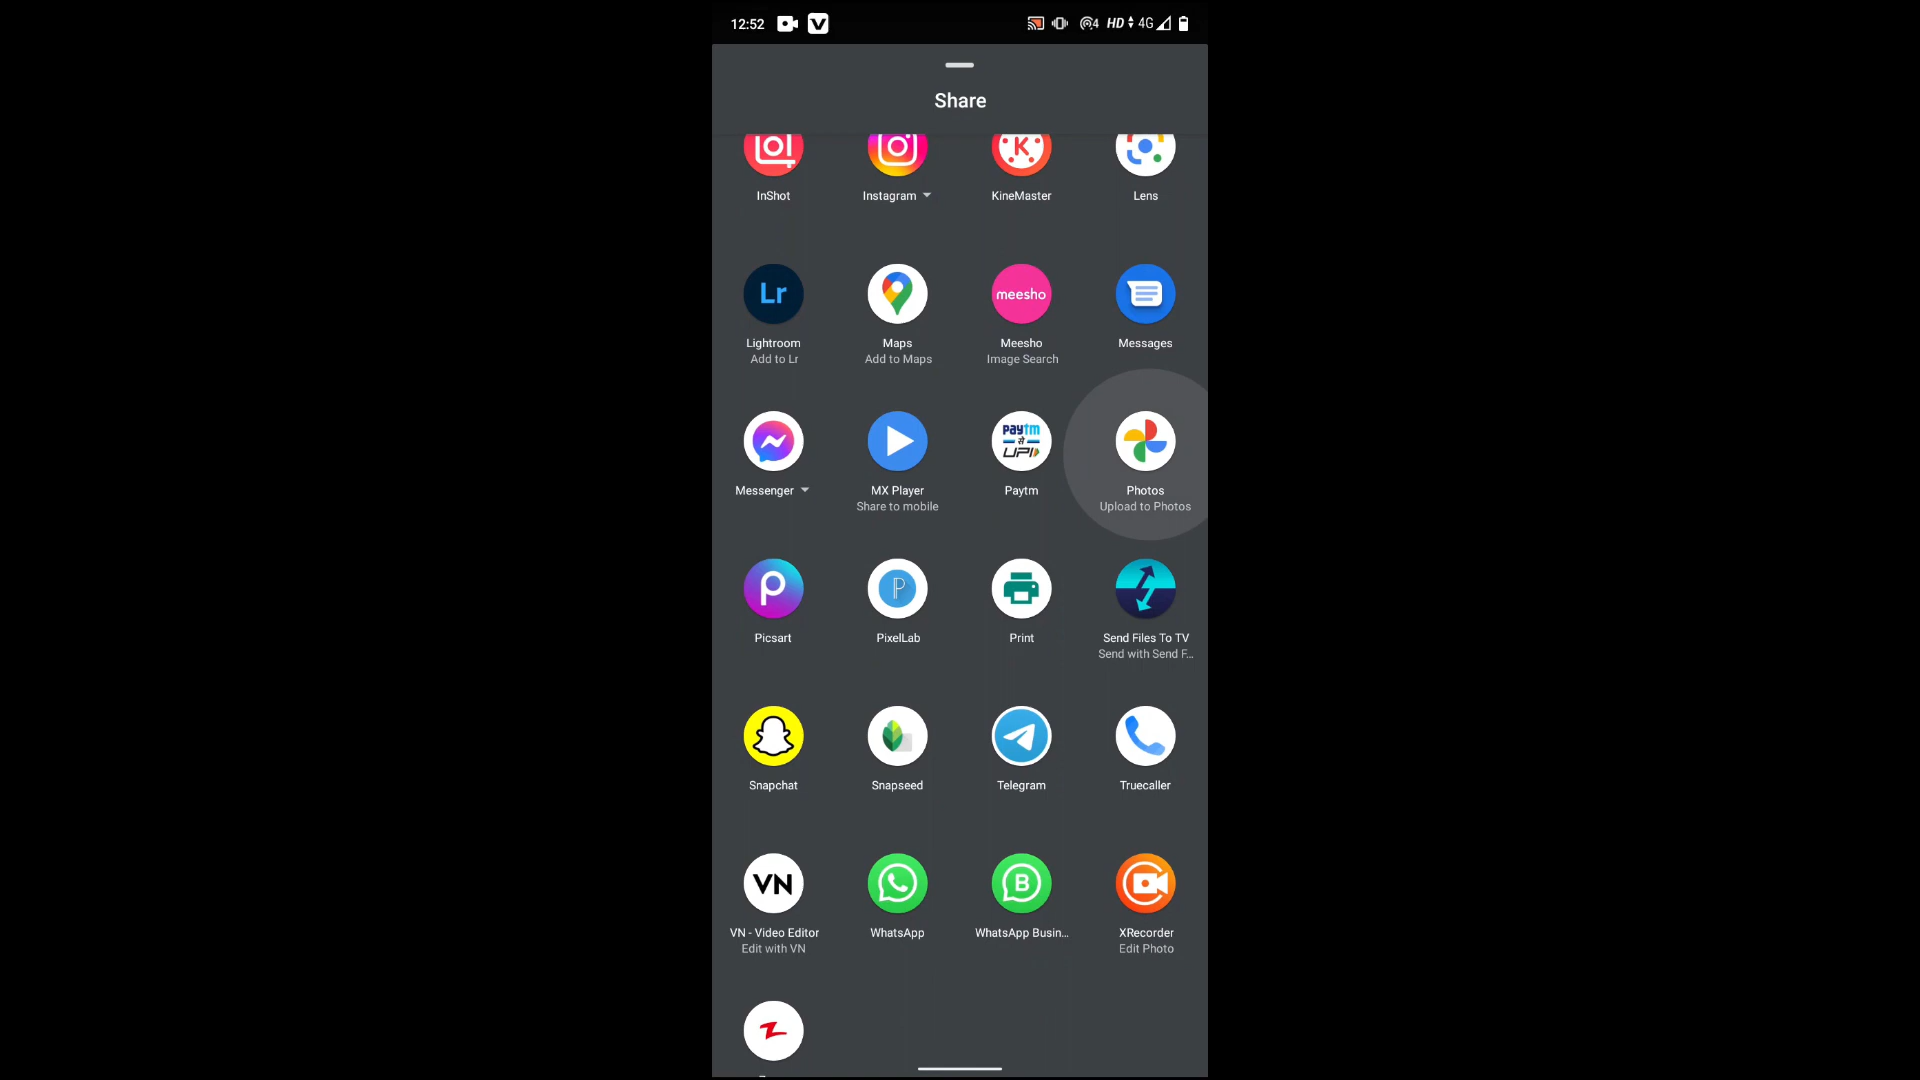 12:52 V 4 HD 4G
Share
InShot Instagram KineMaster Lens
Lr meesho
Lightroom Maps Meesho Messages
Add to Lr Add to Maps Image Search
paytm
से
UPI
Messenger MX Player Paytm Photos
Share to mobile Upload to Photos
Picsart PixelLab Print Send Files To TV
Send with Send F...
Snapchat Snapseed Telegram Truecaller
VN B
VN - Video Editor WhatsApp WhatsApp Busin... XRecorder
Edit with VN Edit Photo